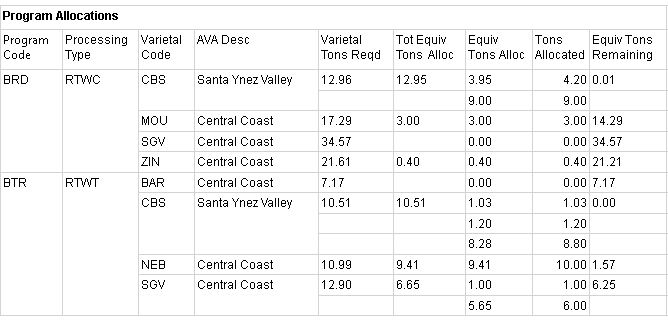 Program Allocations
Program Processing Varietal AVA Desc Varietal Tot Equiv Equiv Tons Equiv Tons
Code Type Code Tons Reqd Tons Alloc Tons Alloc Allocated Remaining
BRD RTWC CBS Santa Ynez Valley 12.96 12.95 3.95 4.20 0.01
9.00 9.00
MOU Central Coast 17.29 3.00 3.00 3.00 14.29
SGV Central Coast 34.57 0.00 0.00 34.57
ZIN Central Coast 21.61 0.40 0.40 0.40 21.21
BTR RTWT BAR Central Coast 7.17 0.00 0.00 7.17
CBS Santa Ynez Valley 10.51 10.51 1.03 1.03 0.00
1.20 1.20
8.28 8.80
NEB Central Coast 10.99 9.41 9.41 10.00 1.57
SGV Central Coast 12.90 6.65 1.00 1.00 6.25
5.65 6.00